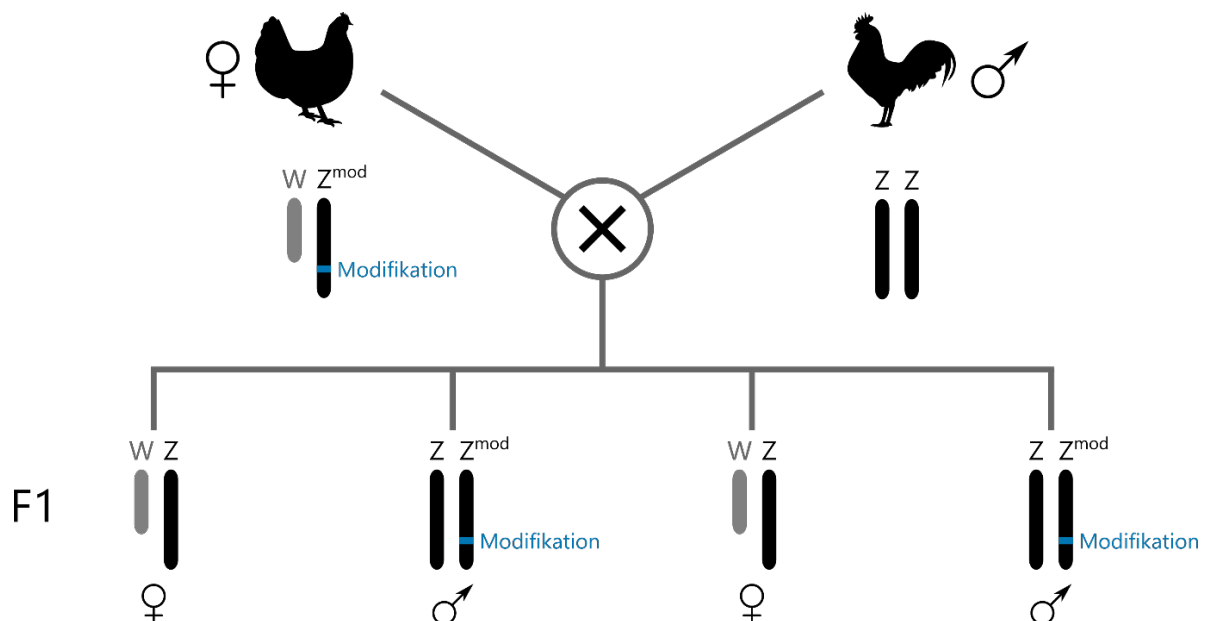 ♀ ♂
W Z^mod Z Z
Modifikation
W Z Z Z^mod W Z Z Z^mod
F1
Modifikation Modifikation
♀ ♂ ♀ ♂